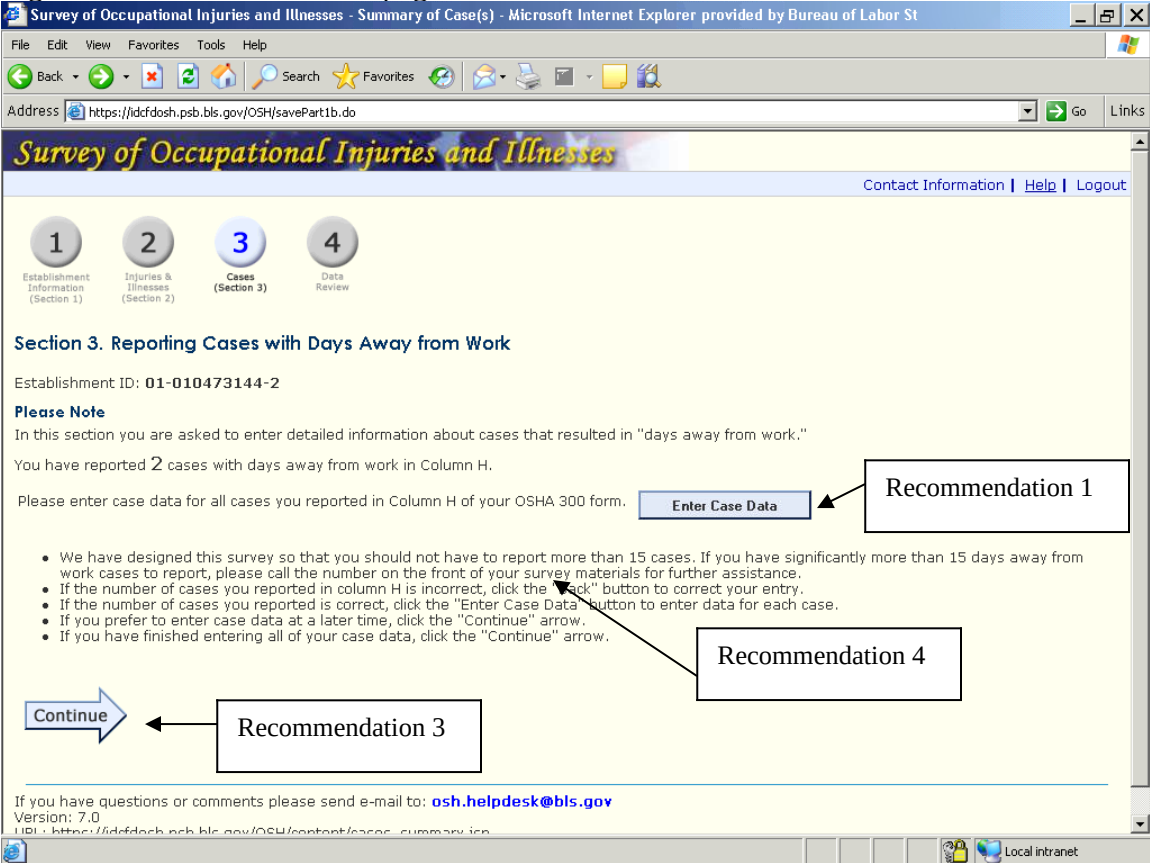 Survey of Occupational Injuries and Illnesses - Summary of Case(s) - Microsoft Internet Explorer provided by Bureau of Labor St
File Edit View Favorites Tools Help
Back Search Favorites
Address https://idcfdosh.psb.bls.gov/OSH/savePart1b.do Go Links
Survey of Occupational Injuries and Illnesses
Contact Information | Help | Logout
1 2 3 4
Establishment Information (Section 1)
Injuries & Illnesses (Section 2)
Cases (Section 3)
Data Review
Section 3. Reporting Cases with Days Away from Work
Establishment ID: 01-010473144-2
Please Note
In this section you are asked to enter detailed information about cases that resulted in "days away from work."
You have reported 2 cases with days away from work in Column H.
Recommendation 1
Please enter case data for all cases you reported in Column H of your OSHA 300 form. Enter Case Data
• We have designed this survey so that you should not have to report more than 15 cases. If you have significantly more than 15 days away from
work cases to report, please call the number on the front of your survey materials for further assistance.
• If the number of cases you reported in column H is incorrect, click the "Back" button to correct your entry.
• If the number of cases you reported is correct, click the "Enter Case Data" button to enter data for each case.
• If you prefer to enter case data at a later time, click the "Continue" arrow.
• If you have finished entering all of your case data, click the "Continue" arrow.
Recommendation 4
Continue
Recommendation 3
If you have questions or comments please send e-mail to: osh.helpdesk@bls.gov
Version: 7.0
URL: https://idcfdosh.psb.bls.gov/OSH/content/cases_summary.jsp
Local intranet